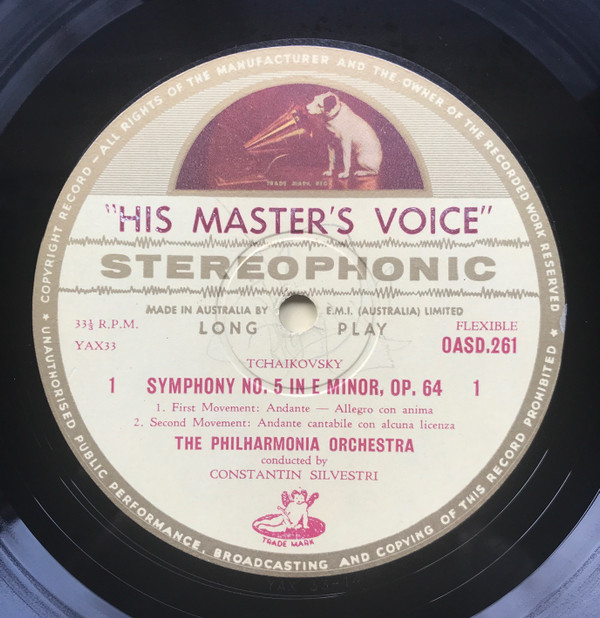 ★ COPYRIGHT RECORD — ALL RIGHTS OF THE MANUFACTURER AND THE OWNER OF THE RECORDED WORK RESERVED
★ UNAUTHORISED PUBLIC PERFORMANCE, BROADCASTING AND COPYING OF THIS RECORD PROHIBITED
TRADE MARK REG
"HIS MASTER'S VOICE"
STEREOPHONIC
MADE IN AUSTRALIA BY E.M.I. (AUSTRALIA) LIMITED
33⅓ R.P.M. LONG PLAY FLEXIBLE
YAX33 OASD.261
TCHAIKOVSKY
1 SYMPHONY NO. 5 IN E MINOR, OP. 64 1
1. First Movement: Andante — Allegro con anima
2. Second Movement: Andante cantabile con alcuna licenza
THE PHILHARMONIA ORCHESTRA
conducted by
CONSTANTIN SILVESTRI
TRADE MARK